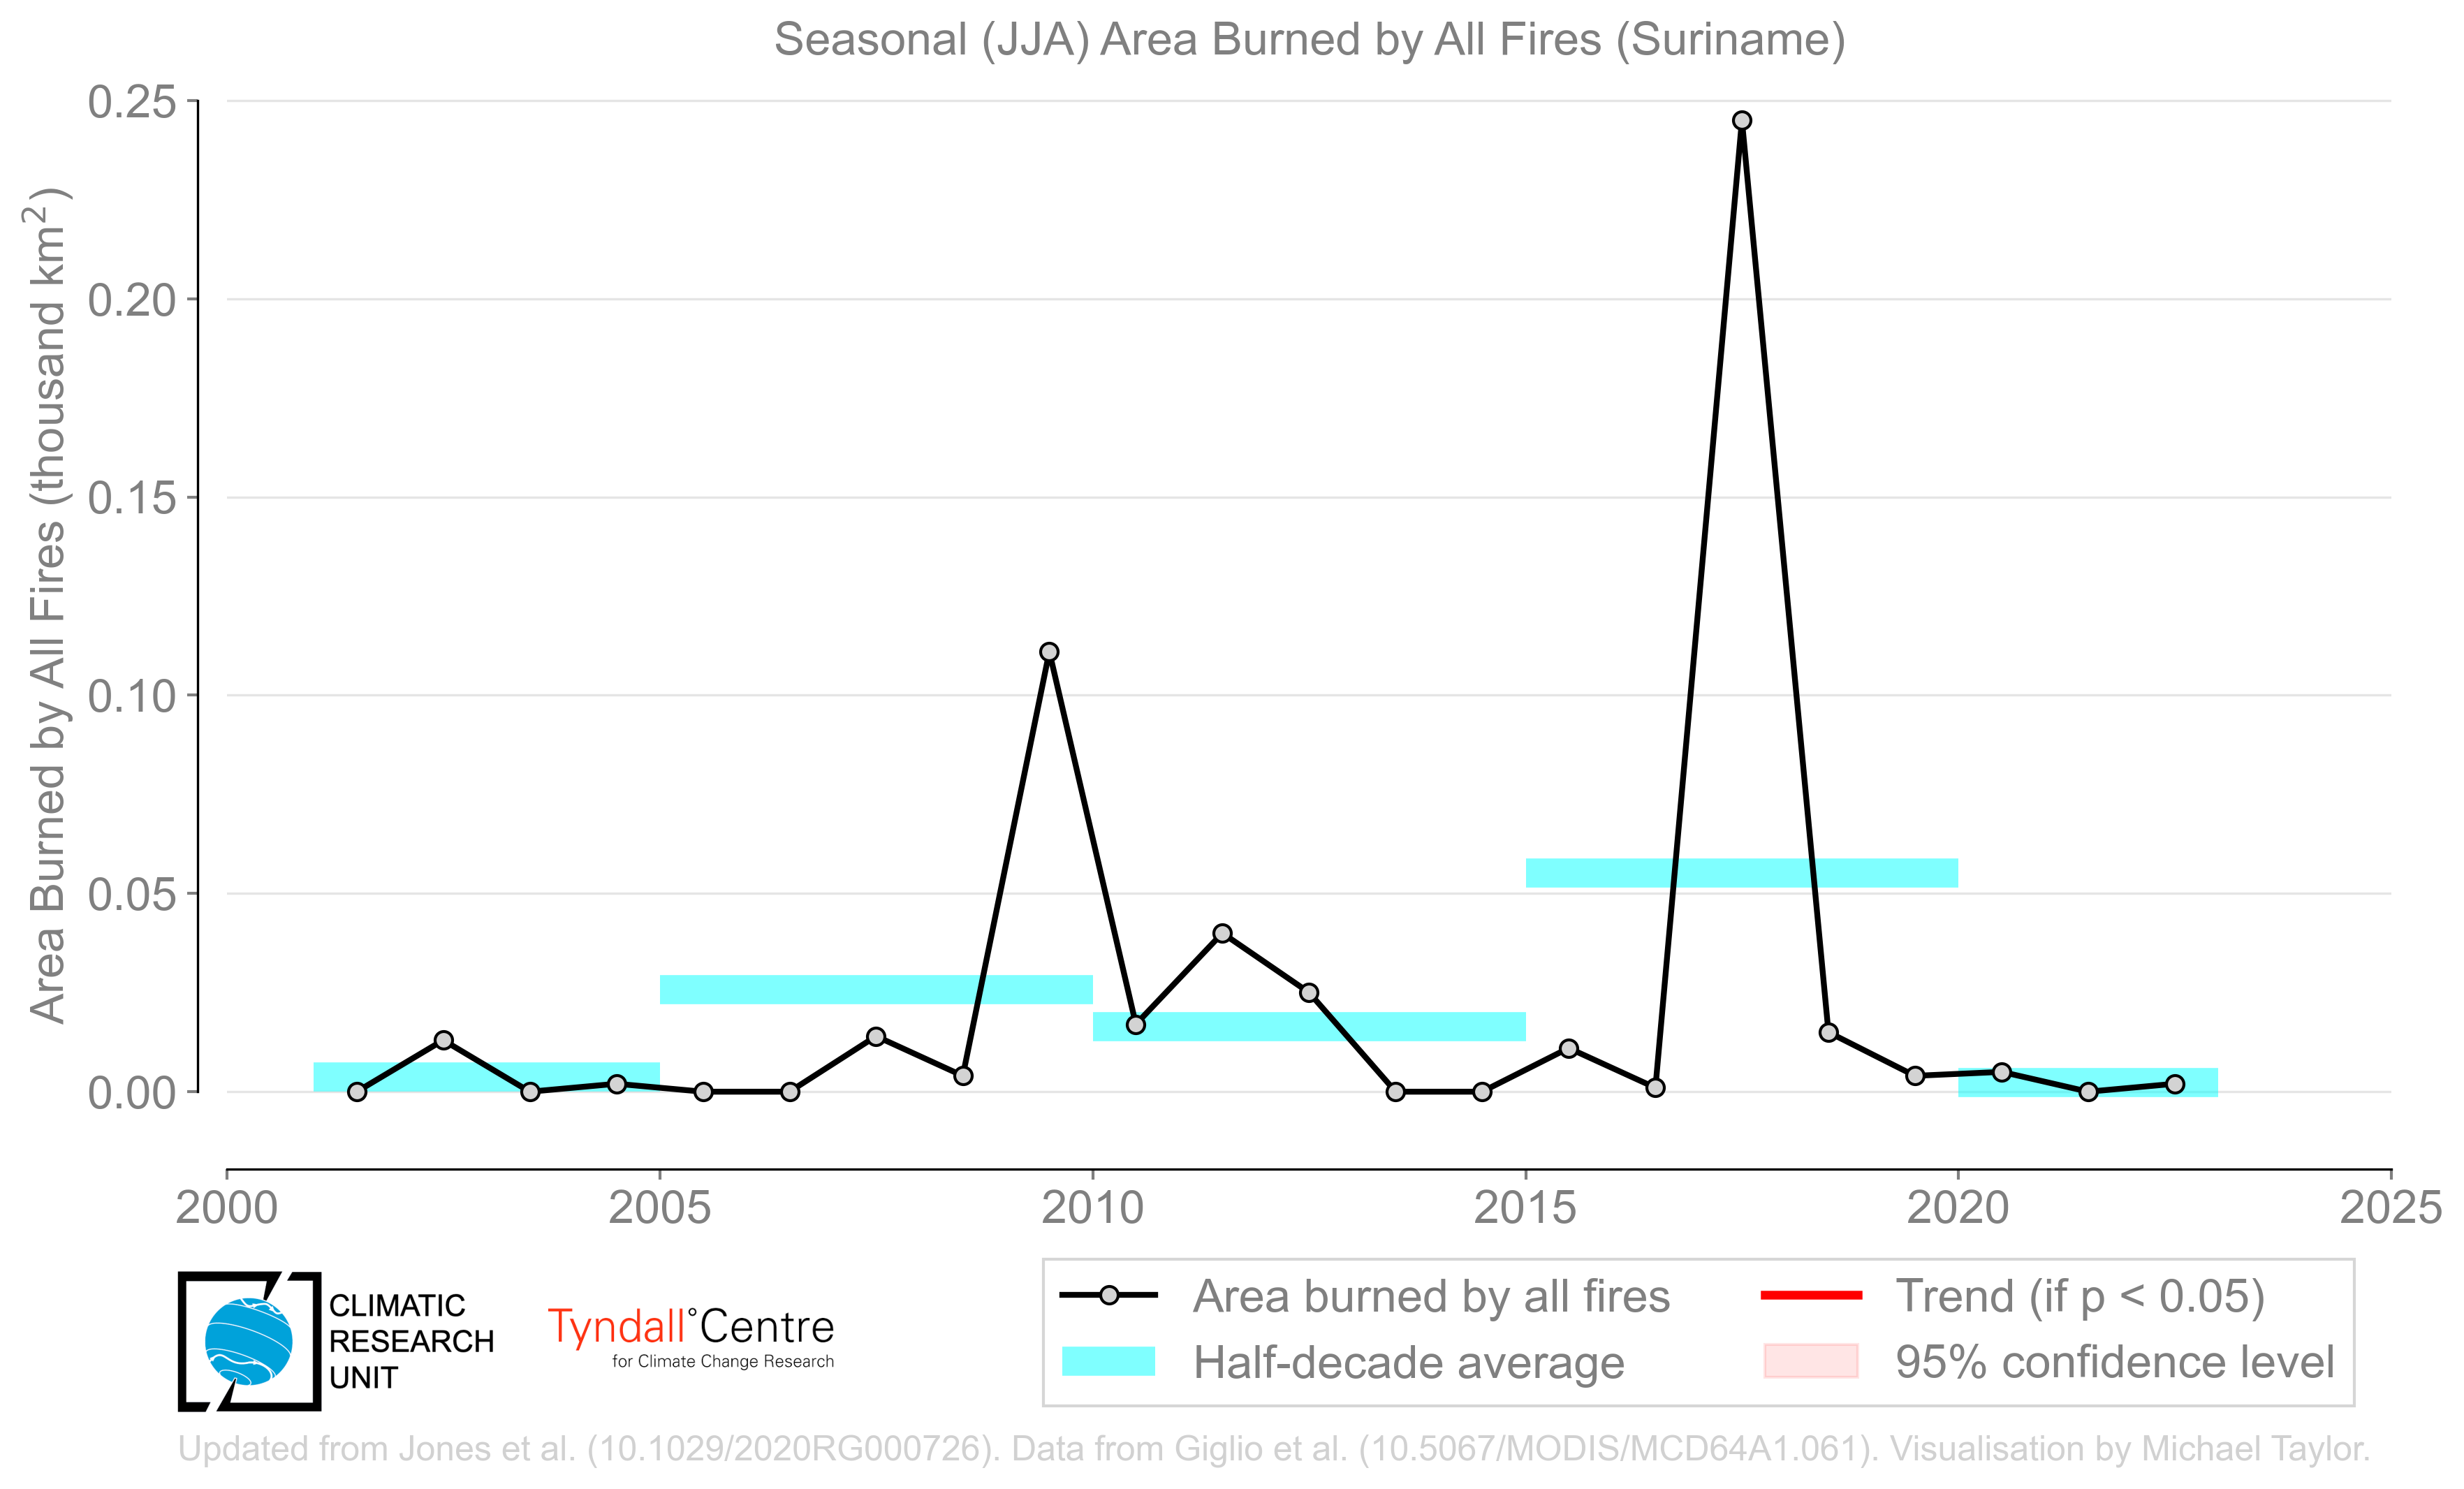 Seasonal (JJA) Area Burned by All Fires (Suriname)
Area Burned by All Fires (thousand km²)
0.25
0.20
0.15
0.10
0.05
0.00
2000
2005
2010
2015
2020
2025
CLIMATIC
RESEARCH
UNIT
Tyndall°Centre
for Climate Change Research
Area burned by all fires
Half-decade average
Trend (if p < 0.05)
95% confidence level
Updated from Jones et al. (10.1029/2020RG000726). Data from Giglio et al. (10.5067/MODIS/MCD64A1.061). Visualisation by Michael Taylor.